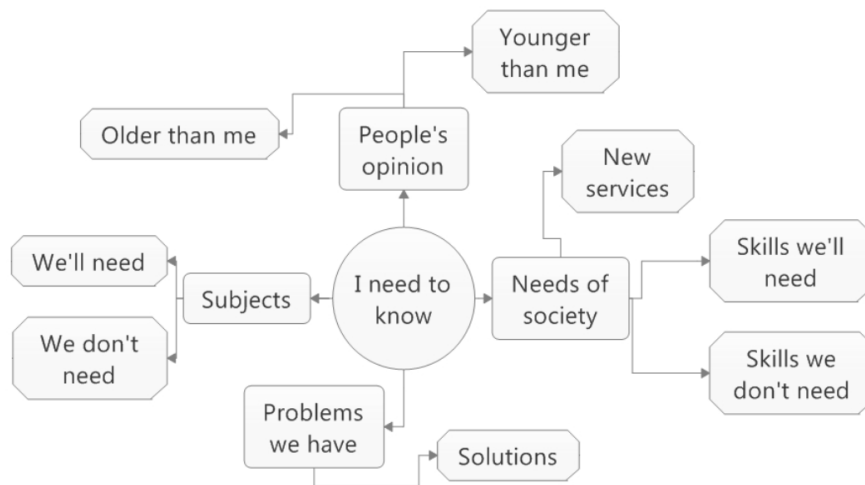 Younger
than me
Older than me
People's
opinion
New
services
We'll need
Subjects
I need to
know
Needs of
society
Skills we'll
need
We don't
need
Skills we
don't need
Problems
we have
Solutions